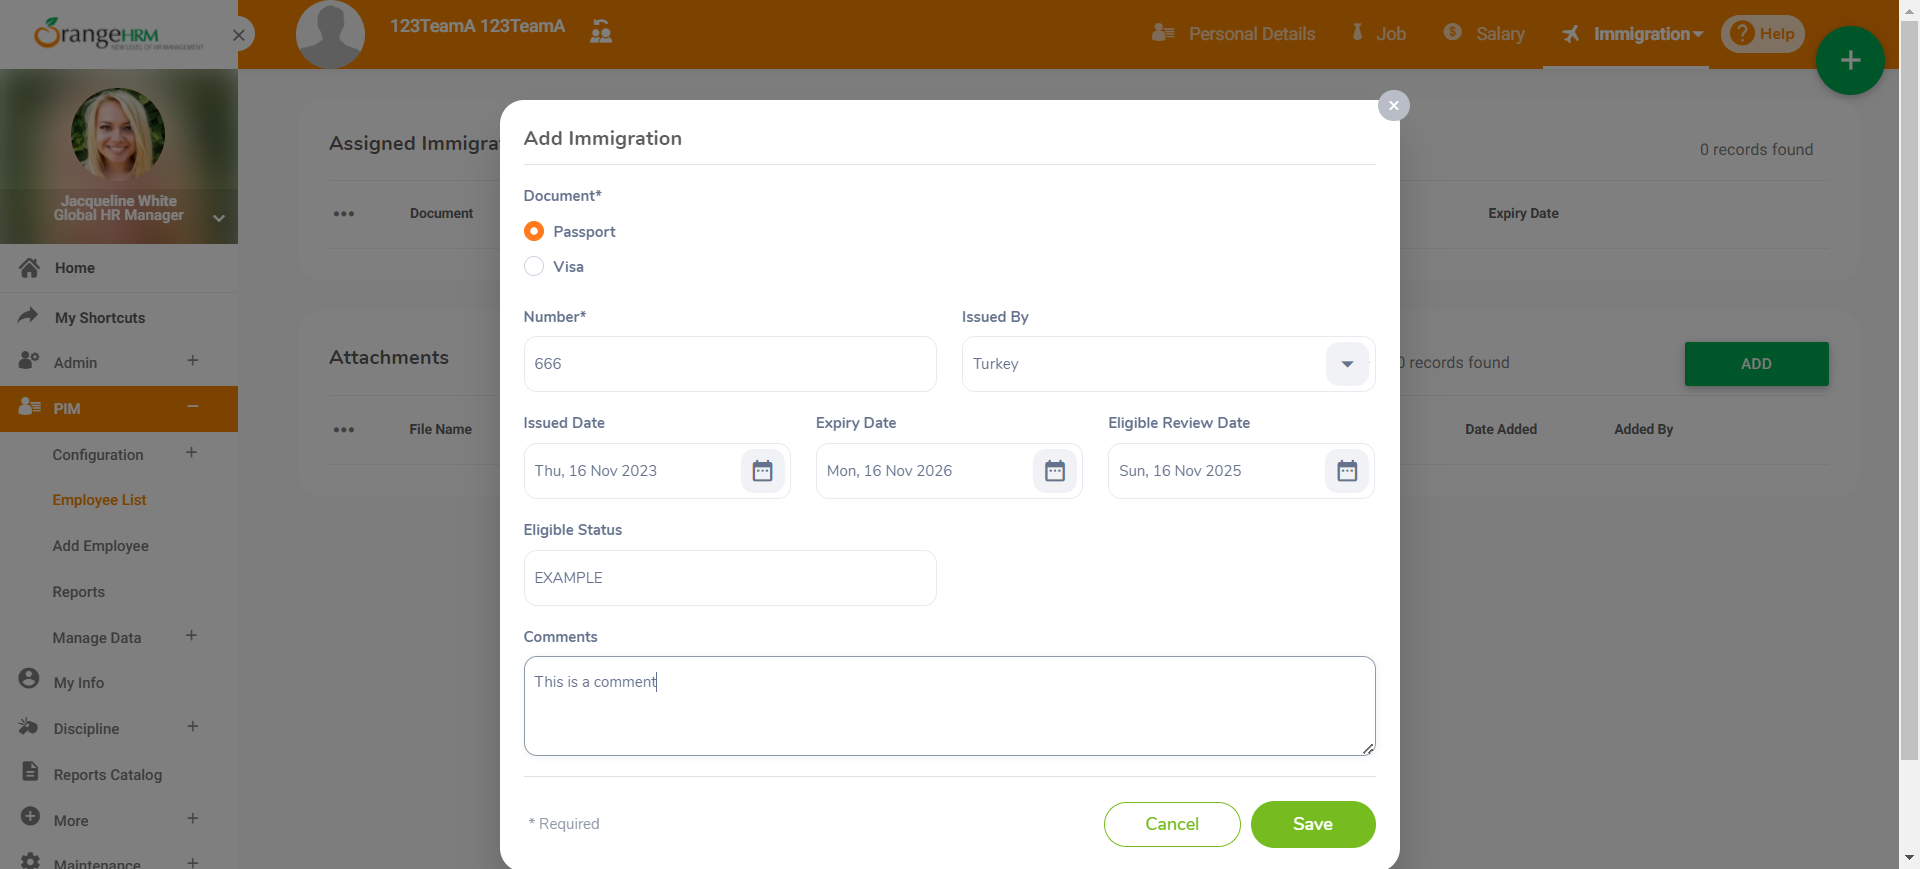 OrangeHRM
NEW LEVEL OF HR MANAGEMENT
123TeamA 123TeamA
Personal Details
Job
Salary
Immigration
Help
Jacqueline White
Global HR Manager
Home
My Shortcuts
Admin
PIM
Configuration
Employee List
Add Employee
Reports
Manage Data
My Info
Discipline
Reports Catalog
More
Maintenance
Assigned Immigra
0 records found
Document
Expiry Date
Attachments
0 records found
ADD
File Name
Date Added
Added By
Add Immigration
Document*
Passport
Visa
Number*
Issued By
666
Turkey
Issued Date
Expiry Date
Eligible Review Date
Thu, 16 Nov 2023
Mon, 16 Nov 2026
Sun, 16 Nov 2025
Eligible Status
EXAMPLE
Comments
This is a comment
* Required
Cancel
Save